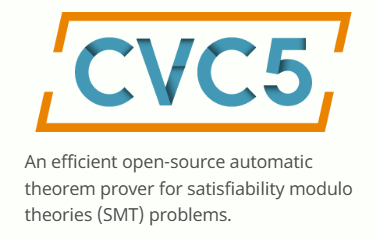 CVC5
An efficient open-source automatic
theorem prover for satisfiability modulo
theories (SMT) problems.